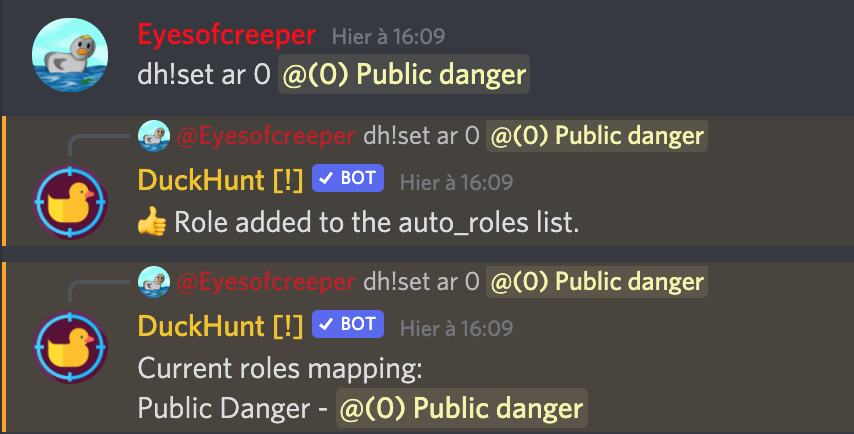 Eyesofcreeper Hier à 16:09
dh!set ar 0 @(0) Public danger
@Eyesofcreeper dh!set ar 0 @(0) Public danger
DuckHunt [!] ✓ BOT Hier à 16:09
👍 Role added to the auto_roles list.
@Eyesofcreeper dh!set ar 0 @(0) Public danger
DuckHunt [!] ✓ BOT Hier à 16:09
Current roles mapping:
Public Danger - @(0) Public danger